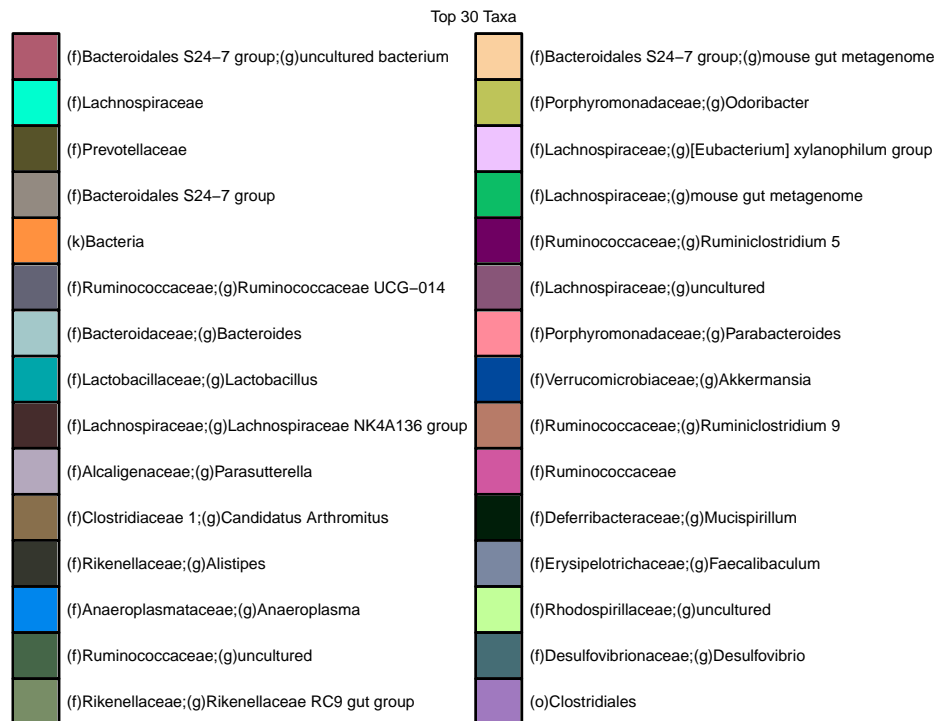 Top 30 Taxa
(f)Bacteroidales S24−7 group;(g)uncultured bacterium
(f)Lachnospiraceae
(f)Prevotellaceae
(f)Bacteroidales S24−7 group
(k)Bacteria
(f)Ruminococcaceae;(g)Ruminococcaceae UCG−014
(f)Bacteroidaceae;(g)Bacteroides
(f)Lactobacillaceae;(g)Lactobacillus
(f)Lachnospiraceae;(g)Lachnospiraceae NK4A136 group
(f)Alcaligenaceae;(g)Parasutterella
(f)Clostridiaceae 1;(g)Candidatus Arthromitus
(f)Rikenellaceae;(g)Alistipes
(f)Anaeroplasmataceae;(g)Anaeroplasma
(f)Ruminococcaceae;(g)uncultured
(f)Rikenellaceae;(g)Rikenellaceae RC9 gut group
(f)Bacteroidales S24−7 group;(g)mouse gut metagenome
(f)Porphyromonadaceae;(g)Odoribacter
(f)Lachnospiraceae;(g)[Eubacterium] xylanophilum group
(f)Lachnospiraceae;(g)mouse gut metagenome
(f)Ruminococcaceae;(g)Ruminiclostridium 5
(f)Lachnospiraceae;(g)uncultured
(f)Porphyromonadaceae;(g)Parabacteroides
(f)Verrucomicrobiaceae;(g)Akkermansia
(f)Ruminococcaceae;(g)Ruminiclostridium 9
(f)Ruminococcaceae
(f)Deferribacteraceae;(g)Mucispirillum
(f)Erysipelotrichaceae;(g)Faecalibaculum
(f)Rhodospirillaceae;(g)uncultured
(f)Desulfovibrionaceae;(g)Desulfovibrio
(o)Clostridiales